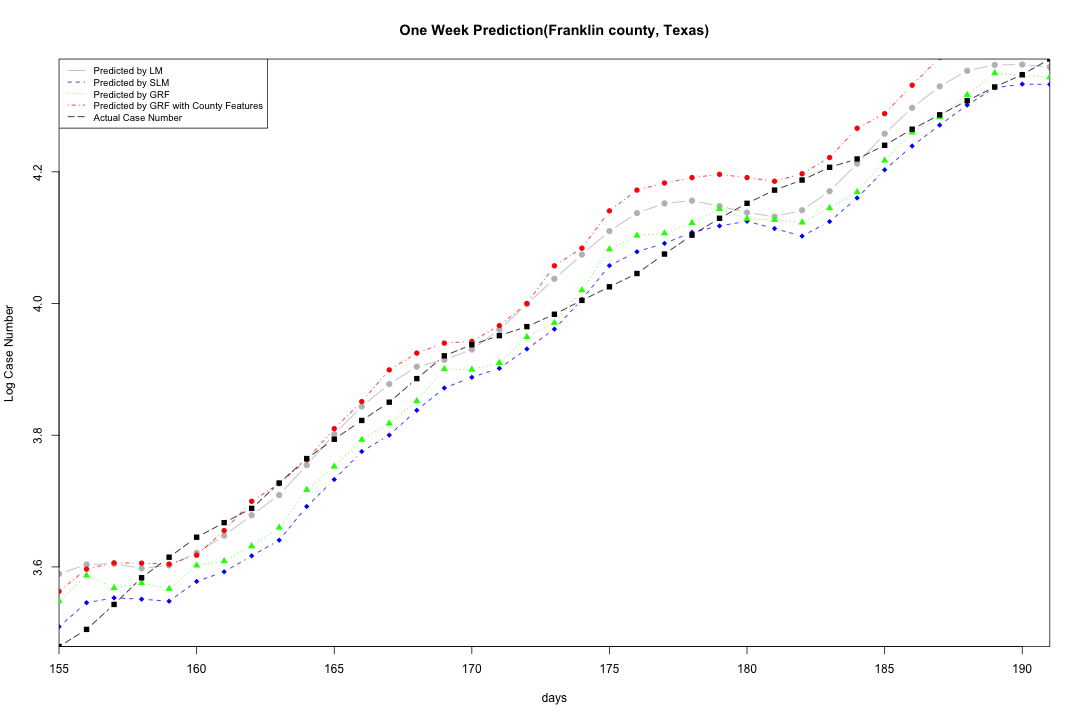 One Week Prediction(Franklin county, Texas)
Predicted by LM
Predicted by SLM
Predicted by GRF
Predicted by GRF with County Features
Actual Case Number
Log Case Number
4.2
4.0
3.8
3.6
155 160 165 170 175 180 185 190
days